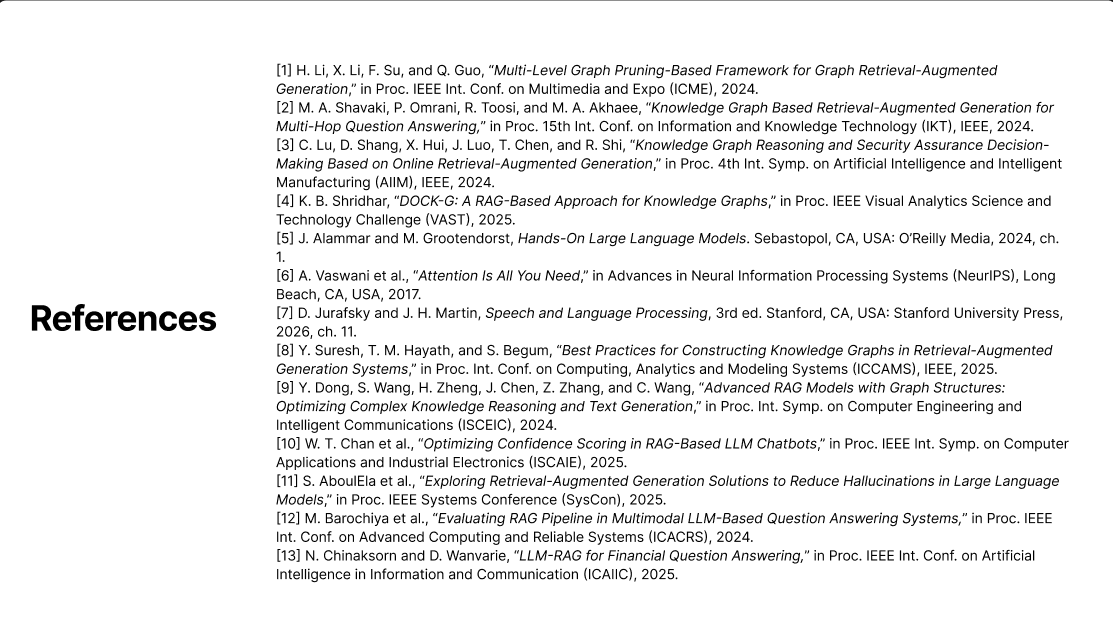 References
[1] H. Li, X. Li, F. Su, and Q. Guo, “Multi-Level Graph Pruning-Based Framework for Graph Retrieval-Augmented
Generation,” in Proc. IEEE Int. Conf. on Multimedia and Expo (ICME), 2024.
[2] M. A. Shavaki, P. Omrani, R. Toosi, and M. A. Akhaee, “Knowledge Graph Based Retrieval-Augmented Generation for
Multi-Hop Question Answering,” in Proc. 15th Int. Conf. on Information and Knowledge Technology (IKT), IEEE, 2024.
[3] C. Lu, D. Shang, X. Hui, J. Luo, T. Chen, and R. Shi, “Knowledge Graph Reasoning and Security Assurance Decision-
Making Based on Online Retrieval-Augmented Generation,” in Proc. 4th Int. Symp. on Artificial Intelligence and Intelligent
Manufacturing (AIIM), IEEE, 2024.
[4] K. B. Shridhar, “DOCK-G: A RAG-Based Approach for Knowledge Graphs,” in Proc. IEEE Visual Analytics Science and
Technology Challenge (VAST), 2025.
[5] J. Alammar and M. Grootendorst, Hands-On Large Language Models. Sebastopol, CA, USA: O’Reilly Media, 2024, ch.
1.
[6] A. Vaswani et al., “Attention Is All You Need,” in Advances in Neural Information Processing Systems (NeurIPS), Long
Beach, CA, USA, 2017.
[7] D. Jurafsky and J. H. Martin, Speech and Language Processing, 3rd ed. Stanford, CA, USA: Stanford University Press,
2026, ch. 11.
[8] Y. Suresh, T. M. Hayath, and S. Begum, “Best Practices for Constructing Knowledge Graphs in Retrieval-Augmented
Generation Systems,” in Proc. Int. Conf. on Computing, Analytics and Modeling Systems (ICCAMS), IEEE, 2025.
[9] Y. Dong, S. Wang, H. Zheng, J. Chen, Z. Zhang, and C. Wang, “Advanced RAG Models with Graph Structures:
Optimizing Complex Knowledge Reasoning and Text Generation,” in Proc. Int. Symp. on Computer Engineering and
Intelligent Communications (ISCEIC), 2024.
[10] W. T. Chan et al., “Optimizing Confidence Scoring in RAG-Based LLM Chatbots,” in Proc. IEEE Int. Symp. on Computer
Applications and Industrial Electronics (ISCAIE), 2025.
[11] S. AboulEla et al., “Exploring Retrieval-Augmented Generation Solutions to Reduce Hallucinations in Large Language
Models,” in Proc. IEEE Systems Conference (SysCon), 2025.
[12] M. Barochiya et al., “Evaluating RAG Pipeline in Multimodal LLM-Based Question Answering Systems,” in Proc. IEEE
Int. Conf. on Advanced Computing and Reliable Systems (ICACRS), 2024.
[13] N. Chinaksorn and D. Wanvarie, “LLM-RAG for Financial Question Answering,” in Proc. IEEE Int. Conf. on Artificial
Intelligence in Information and Communication (ICAIIC), 2025.